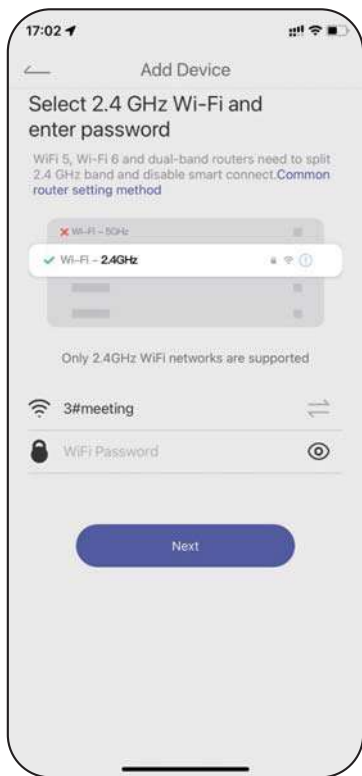 17:02
Add Device
Select 2.4 GHz Wi-Fi and
enter password
WiFi 5, Wi-Fi 6 and dual-band routers need to split
2.4 GHz band and disable smart connect.Common
router setting method
Wi-Fi - 5GHz
Wi-Fi - 2.4GHz
Only 2.4GHz WiFi networks are supported
3#meeting
WiFi Password
Next